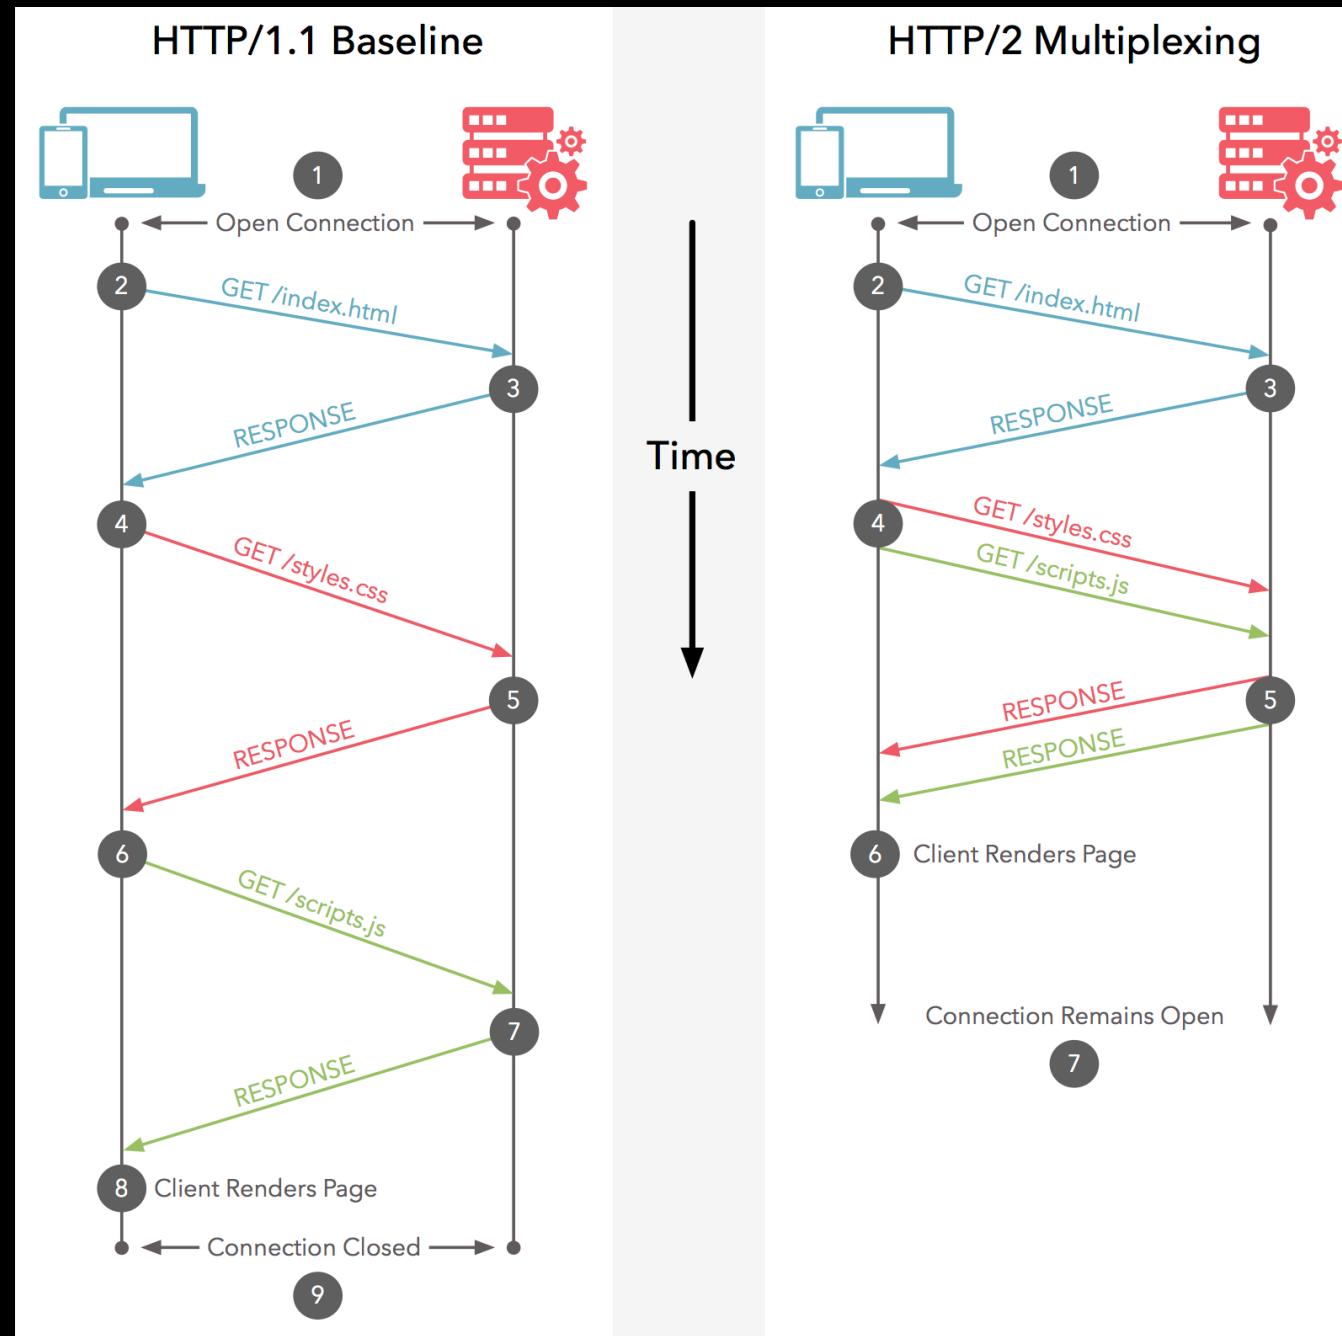 HTTP/1.1 Baseline
1
Open Connection
2
GET /index.html
3
RESPONSE
4
GET /styles.css
5
RESPONSE
6
GET /scripts.js
7
RESPONSE
8 Client Renders Page
Connection Closed
9
Time
HTTP/2 Multiplexing
1
Open Connection
2
GET /index.html
3
RESPONSE
4
GET /styles.css
GET /scripts.js
5
RESPONSE
RESPONSE
6 Client Renders Page
Connection Remains Open
7